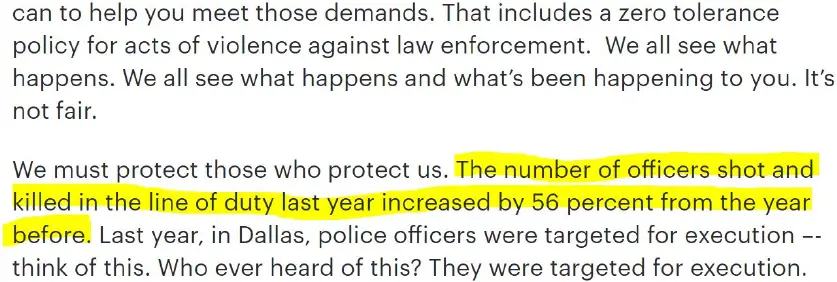 can to help you meet those demands. That includes a zero tolerance
policy for acts of violence against law enforcement.  We all see what
happens. We all see what happens and what’s been happening to you. It’s
not fair.
We must protect those who protect us. The number of officers shot and
killed in the line of duty last year increased by 56 percent from the year
before. Last year, in Dallas, police officers were targeted for execution –-
think of this. Who ever heard of this? They were targeted for execution.